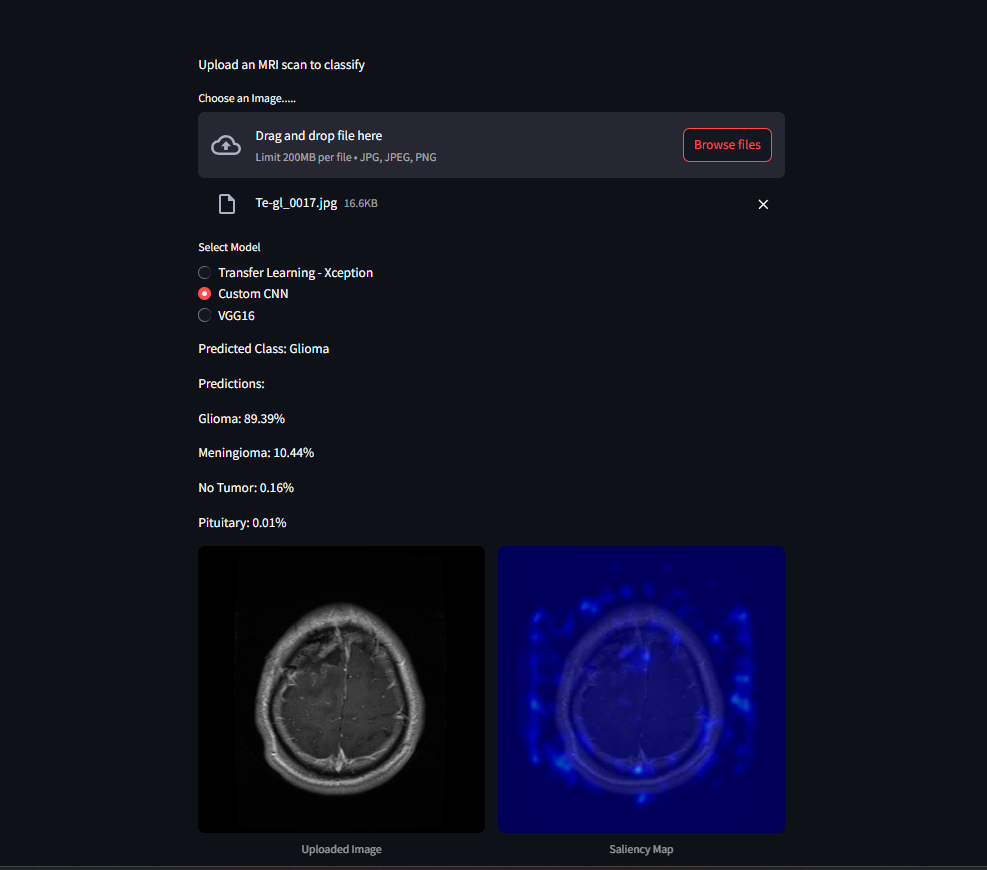 Upload an MRI scan to classify
Choose an Image.....
Drag and drop file here
Limit 200MB per file • JPG, JPEG, PNG
Browse files
Te-gl_0017.jpg 16.6KB
Select Model
Transfer Learning - Xception
Custom CNN
VGG16
Predicted Class: Glioma
Predictions:
Glioma: 89.39%
Meningioma: 10.44%
No Tumor: 0.16%
Pituitary: 0.01%
Uploaded Image
Saliency Map